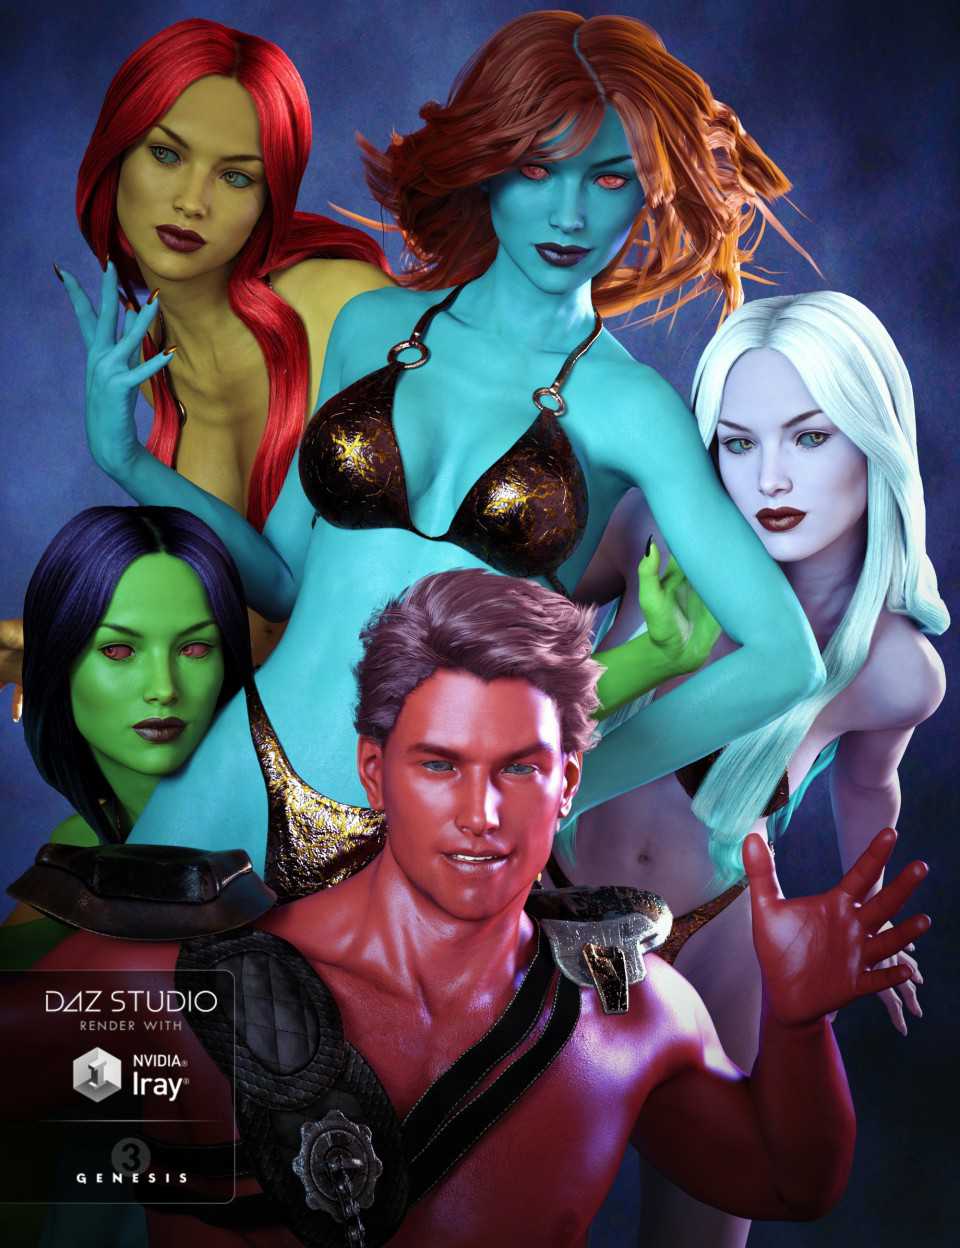 DAZ STUDIO
RENDER WITH
NVIDIA®
Iray®
3
GENESIS